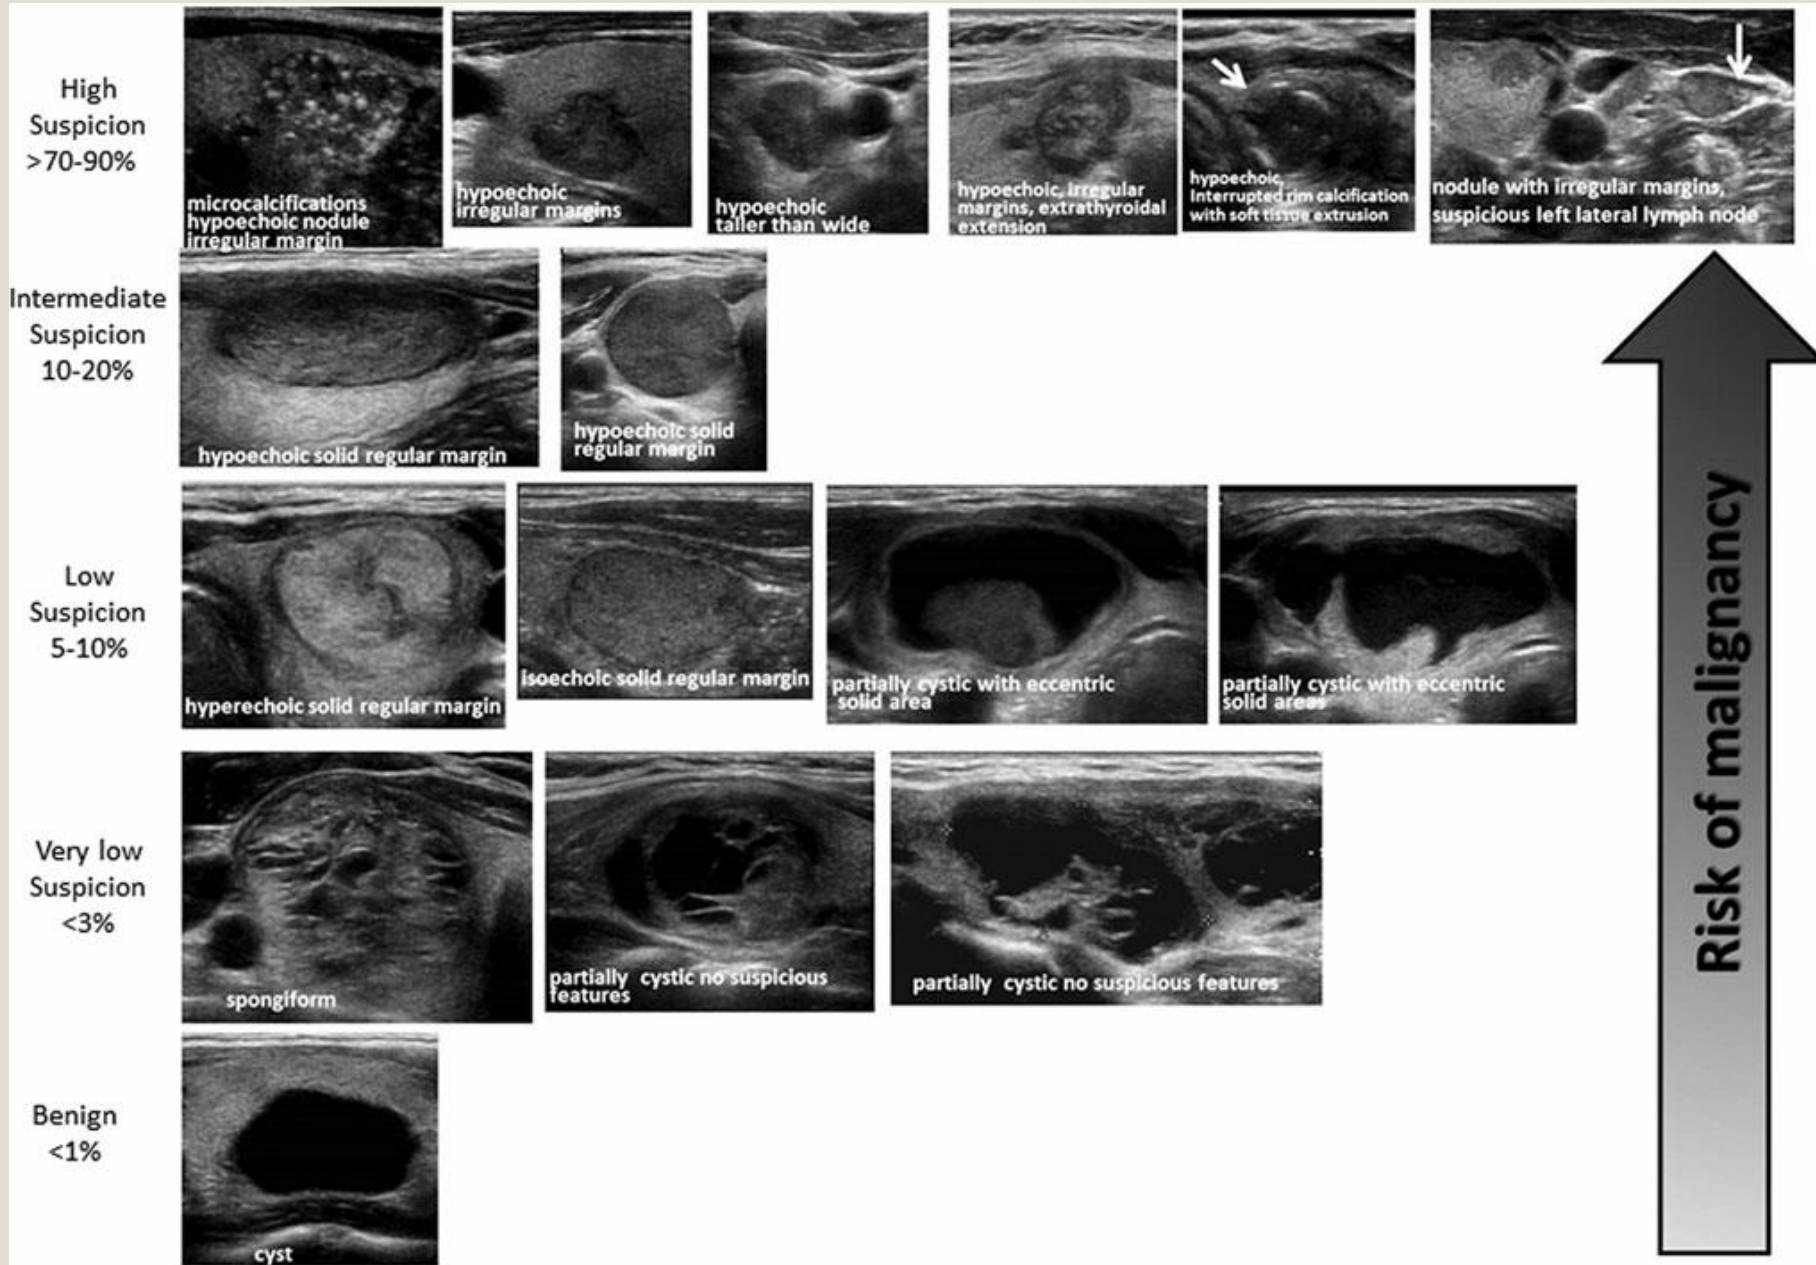 High
Suspicion
>70-90%
microcalcifications
hypoechoic nodule
irregular margin
hypoechoic
irregular margins
hypoechoic
taller than wide
hypoechoic, irregular
margins, extrathyroidal
extension
hypoechoic,
Interrupted rim calcification
with soft tissue extrusion
nodule with irregular margins,
suspicious left lateral lymph node
Intermediate
Suspicion
10-20%
hypoechoic solid regular margin
hypoechoic solid
regular margin
Low
Suspicion
5-10%
hyperechoic solid regular margin
isoechoic solid regular margin
partially cystic with eccentric
solid area
partially cystic with eccentric
solid areas
Very low
Suspicion
<3%
spongiform
partially cystic no suspicious
features
partially cystic no suspicious features
Benign
<1%
cyst
Risk of malignancy